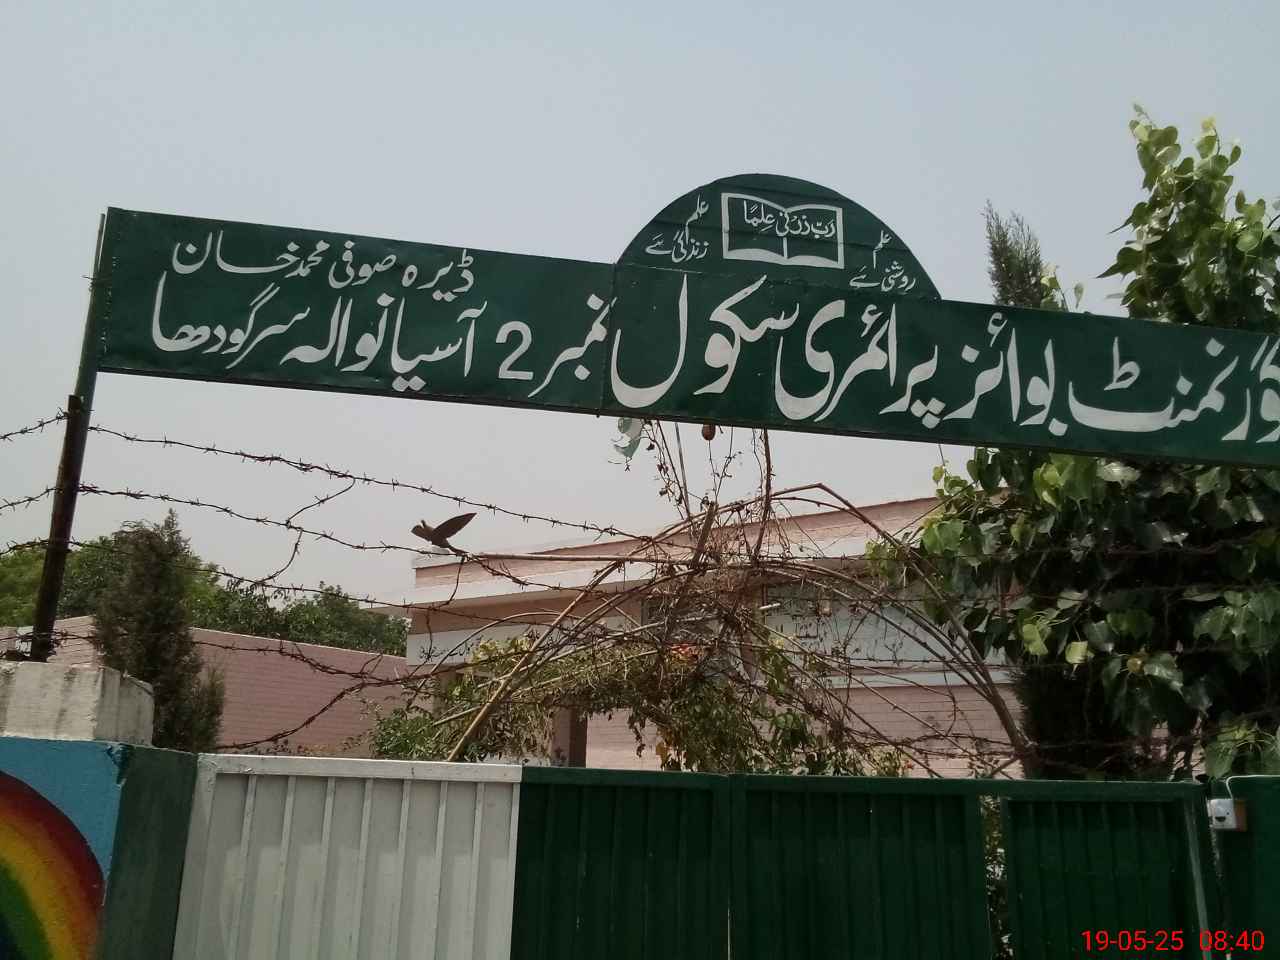 رَبِّ زِدْنِی عِلْمًا
علم
روشنی ہے
علم
زندگی ہے
گورنمنٹ بوائز پرائمری سکول نمبر 2 آسیانوالہ سرگودھا
ڈیرہ صوفی محمد خان
19-05-25 08:40